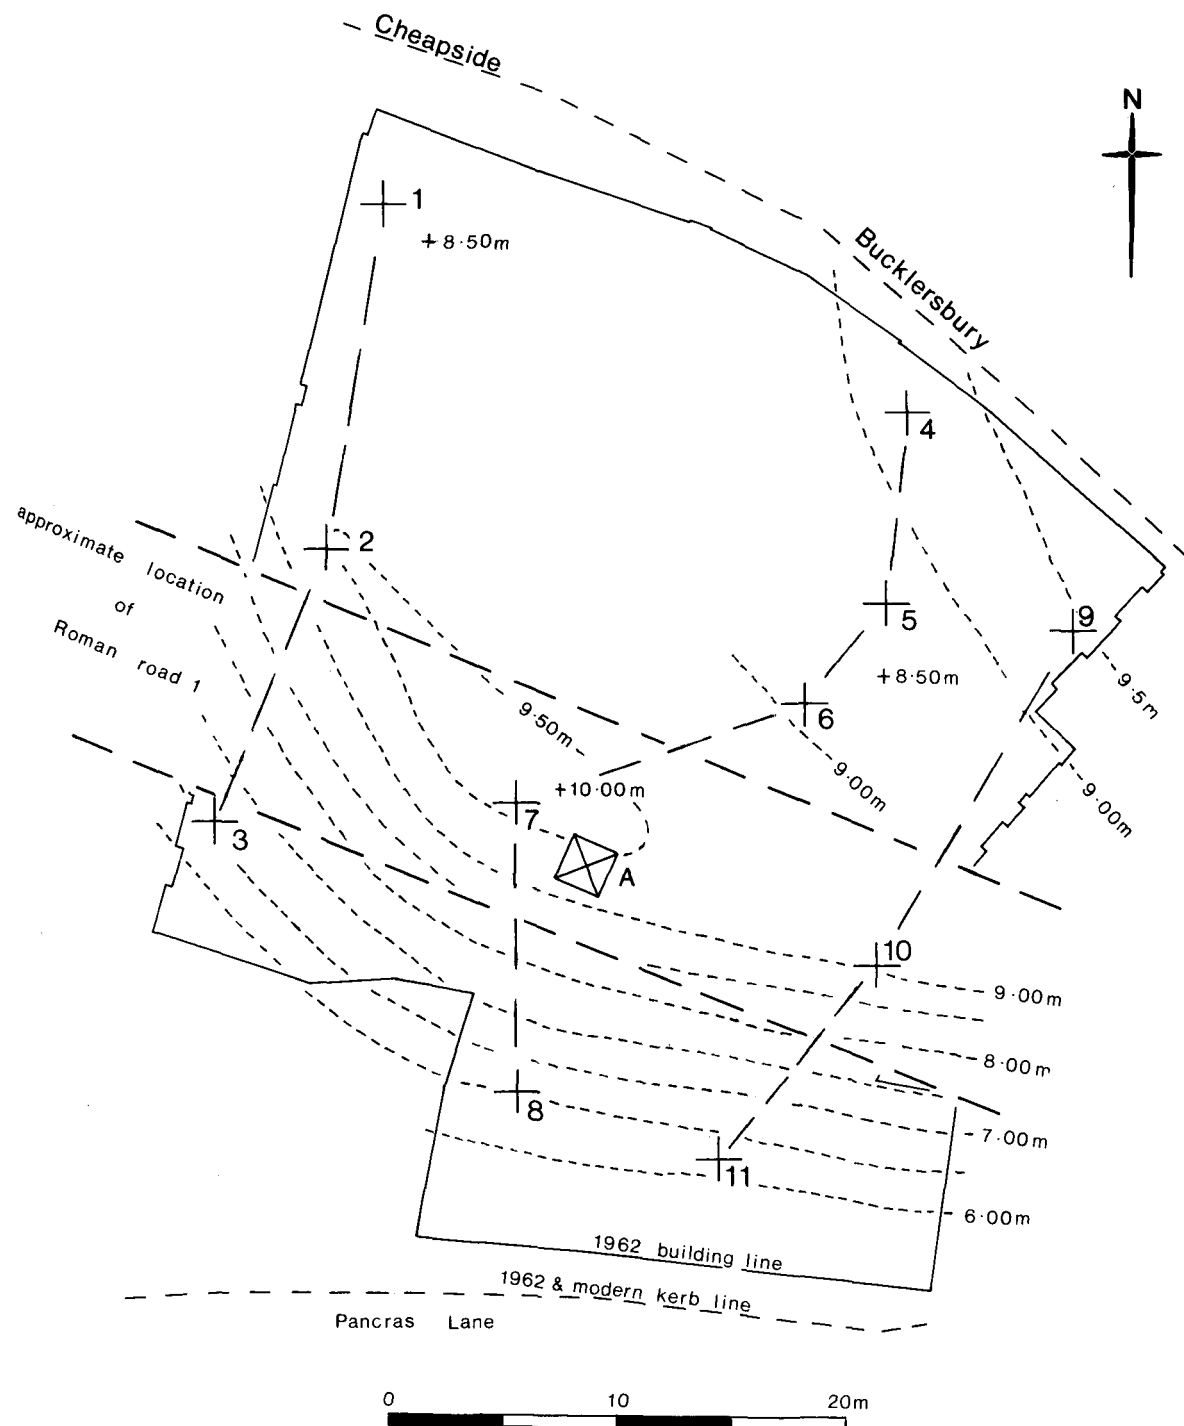 Cheapside
N
1
+8·50m
Bucklersbury
4
2
approximate location
of
Roman road 1
5
9
+8·50m
9·5m
6
9·50m
9·00m
9·00m
+10·00m
7
3
A
10
9·00m
8·00m
8
7·00m
11
6·00m
1962 building line
1962 & modern kerb line
Pancras Lane
0 10 20m